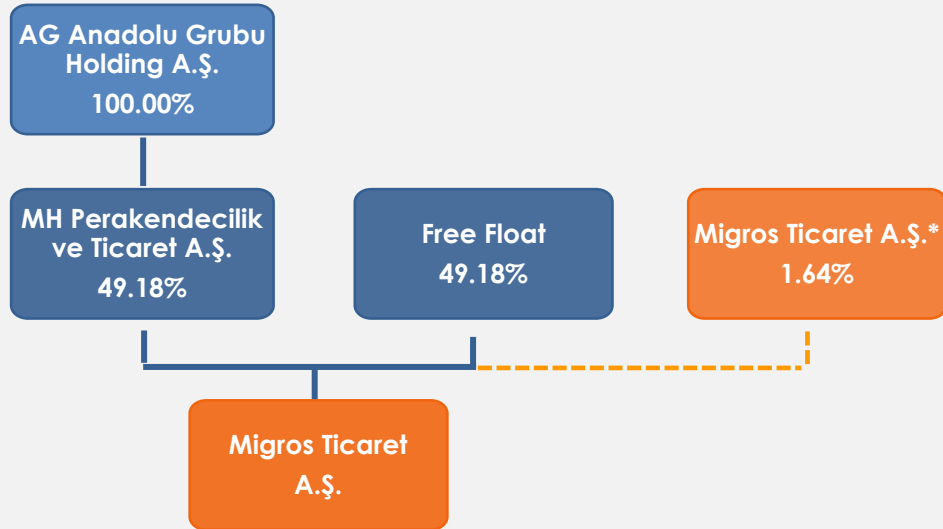 AG Anadolu Grubu
Holding A.Ş.
100.00%
MH Perakendecilik
ve Ticaret A.Ş.
49.18%
Free Float
49.18%
Migros Ticaret A.Ş.*
1.64%
Migros Ticaret
A.Ş.